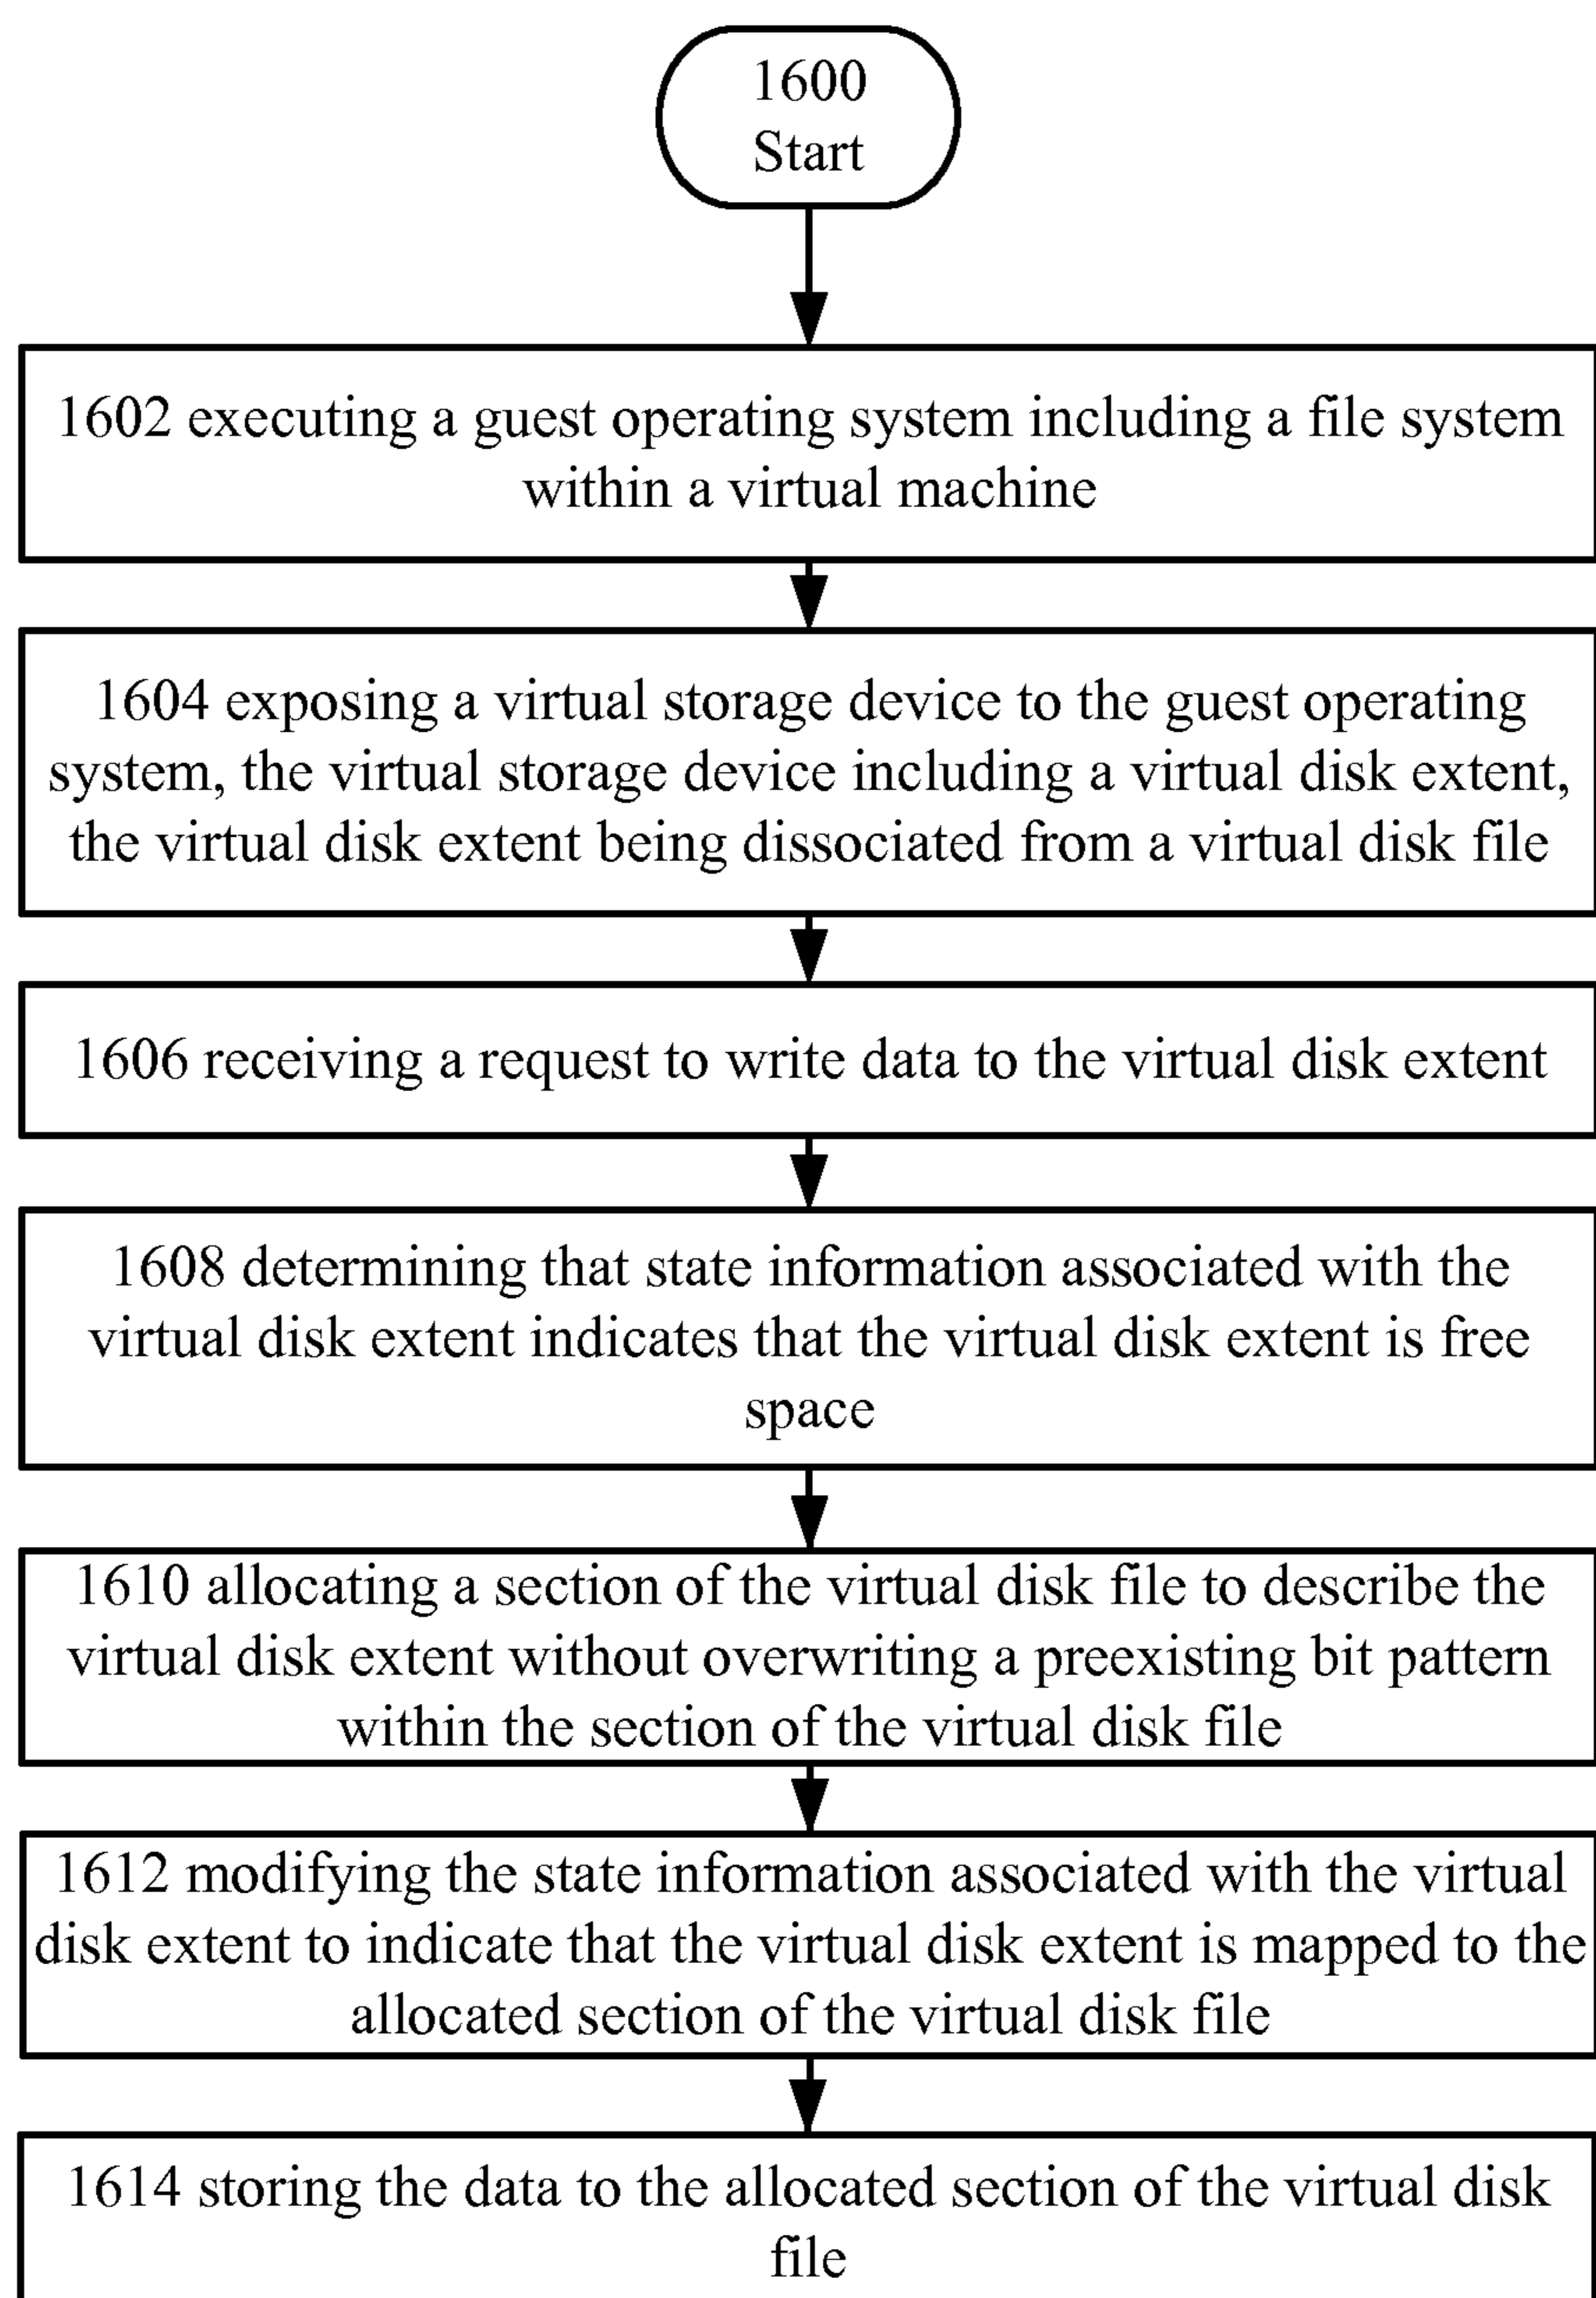 1600
Start
1602 executing a guest operating system including a file system
within a virtual machine
1604 exposing a virtual storage device to the guest operating
system, the virtual storage device including a virtual disk extent,
the virtual disk extent being dissociated from a virtual disk file
1606 receiving a request to write data to the virtual disk extent
1608 determining that state information associated with the
virtual disk extent indicates that the virtual disk extent is free
space
1610 allocating a section of the virtual disk file to describe the
virtual disk extent without overwriting a preexisting bit pattern
within the section of the virtual disk file
1612 modifying the state information associated with the virtual
disk extent to indicate that the virtual disk extent is mapped to the
allocated section of the virtual disk file
1614 storing the data to the allocated section of the virtual disk
file